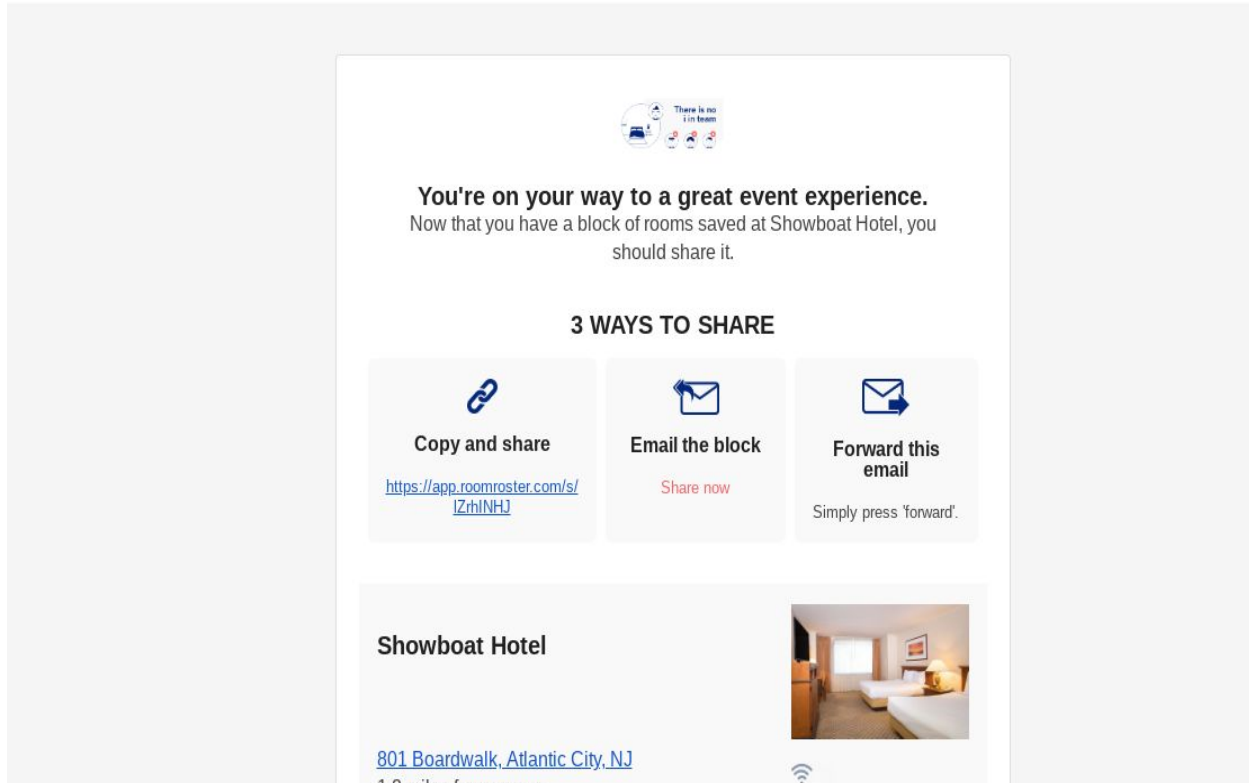 There is no
i in team
You're on your way to a great event experience.
Now that you have a block of rooms saved at Showboat Hotel, you
should share it.
3 WAYS TO SHARE
Copy and share
https://app.roomroster.com/s/
lZrhlNHJ
Email the block
Share now
Forward this
email
Simply press 'forward'.
Showboat Hotel
801 Boardwalk, Atlantic City, NJ